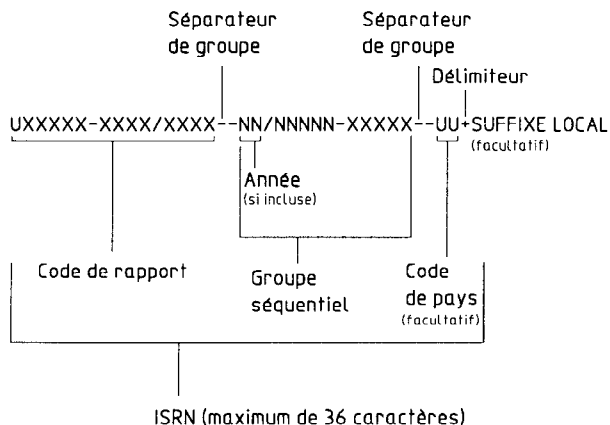 Séparateur Séparateur
de groupe de groupe
Délimiteur
UXXXXX-XXXX/XXXX--NN/NNNNN-XXXXX--UU+SUFFIXE LOCAL
(facultatif)
Année
(si incluse)
Code de rapport
Groupe
séquentiel
Code
de pays
(facultatif)
ISRN (maximum de 36 caractères)